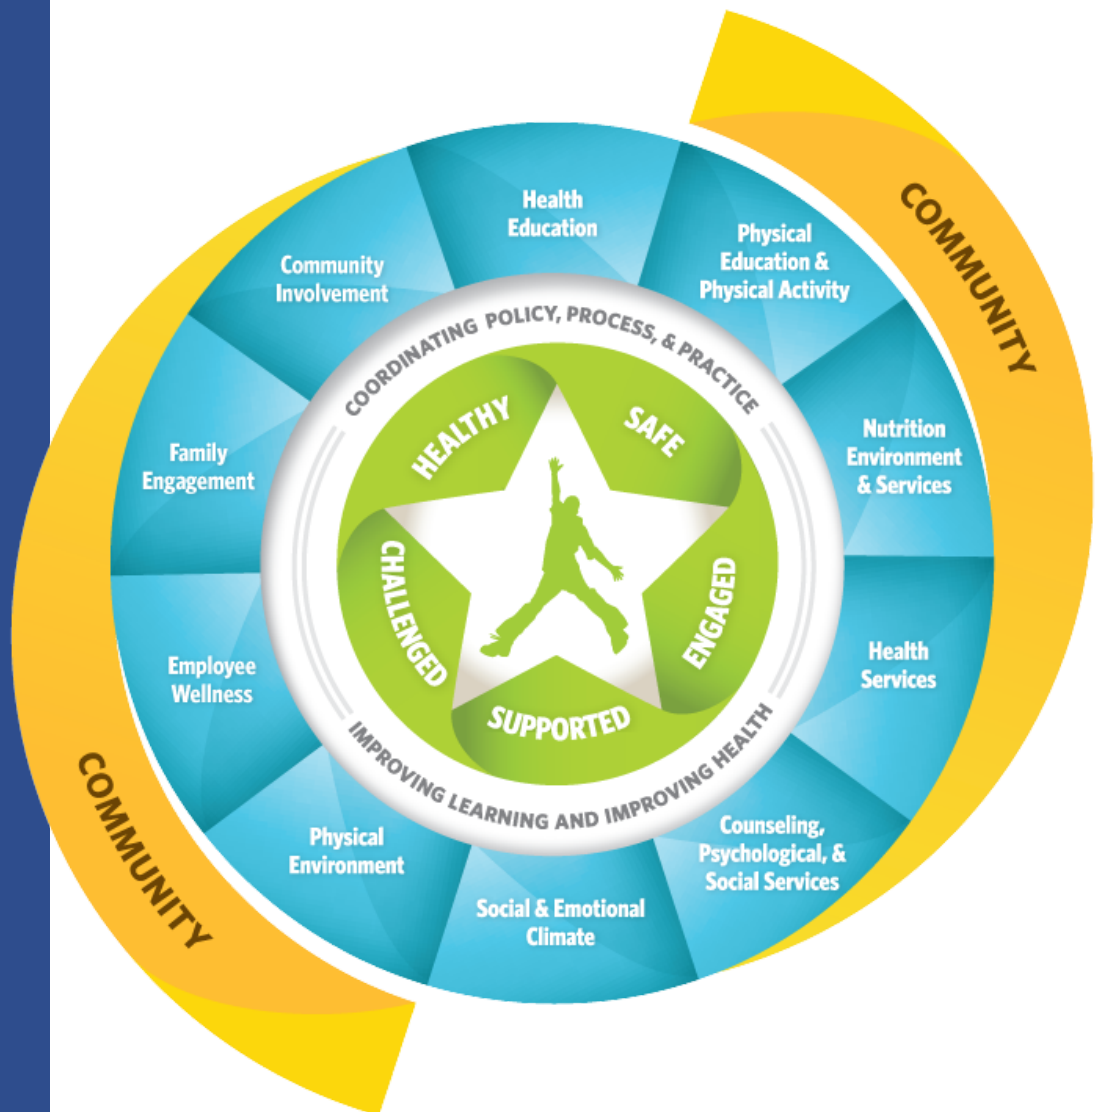 COMMUNITY
Health
Education
Physical
Education &
Physical Activity
Nutrition
Environment
& Services
Health
Services
Counseling,
Psychological, &
Social Services
Social & Emotional
Climate
Physical
Environment
Employee
Wellness
Family
Engagement
Community
Involvement
COORDINATING POLICY, PROCESS, & PRACTICE
IMPROVING LEARNING AND IMPROVING HEALTH
HEALTHY
SAFE
ENGAGED
SUPPORTED
CHALLENGED
COMMUNITY